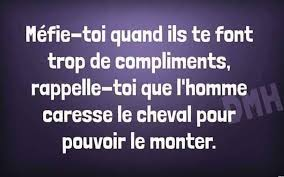 Méfie-toi quand ils te font
trop de compliments,
rappelle-toi que l'homme
caresse le cheval pour
pouvoir le monter.
DMH